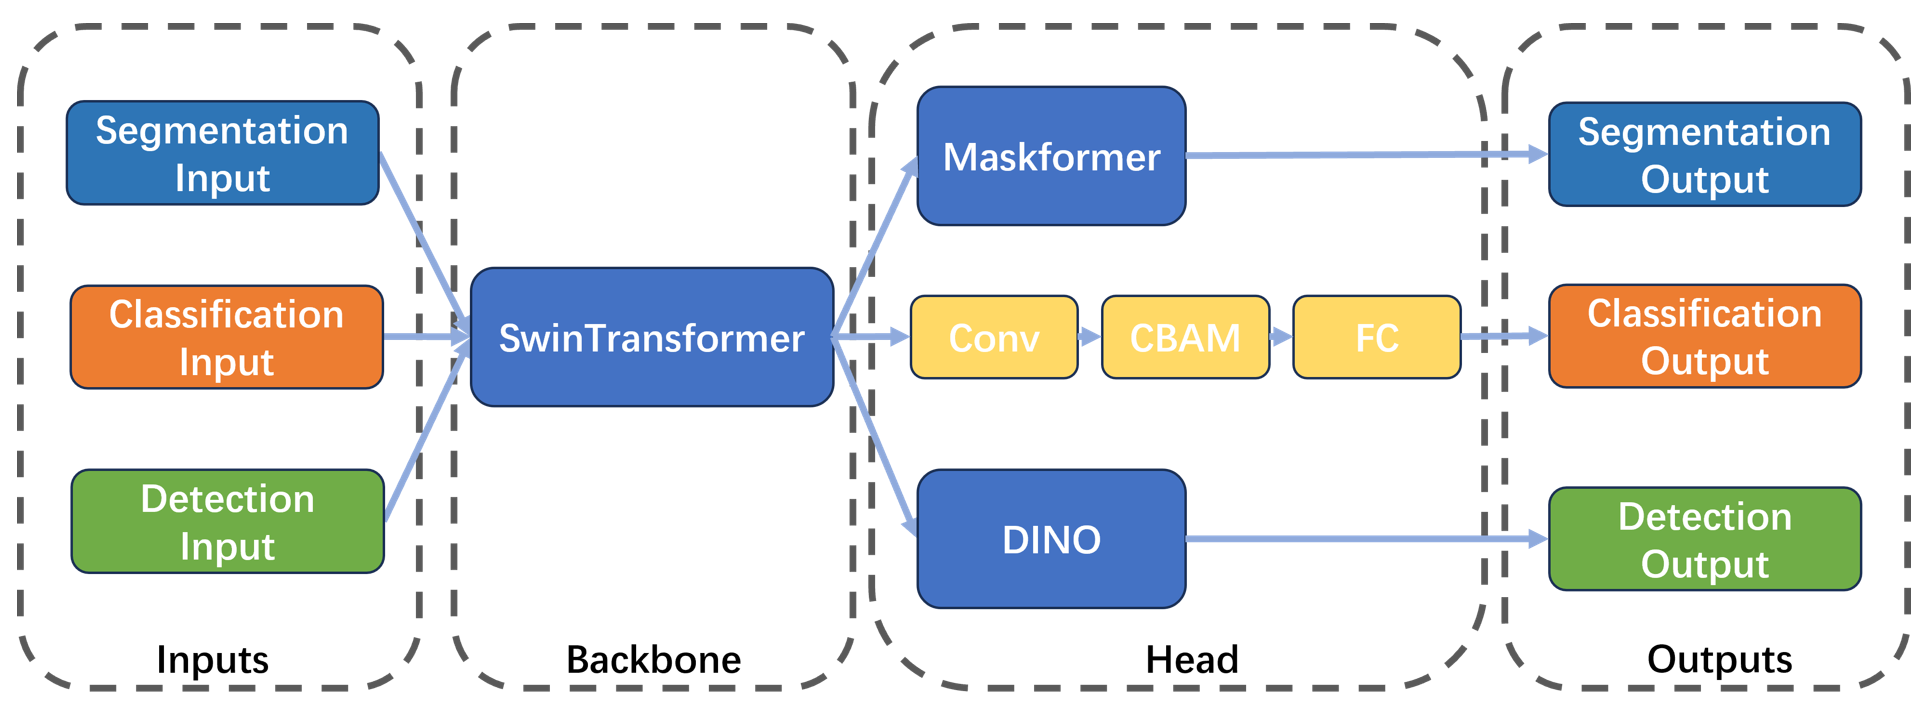 Segmentation
Input
Classification
Input
Detection
Input
Inputs
SwinTransformer
Backbone
Maskformer
Conv
CBAM
FC
DINO
Head
Segmentation
Output
Classification
Output
Detection
Output
Outputs